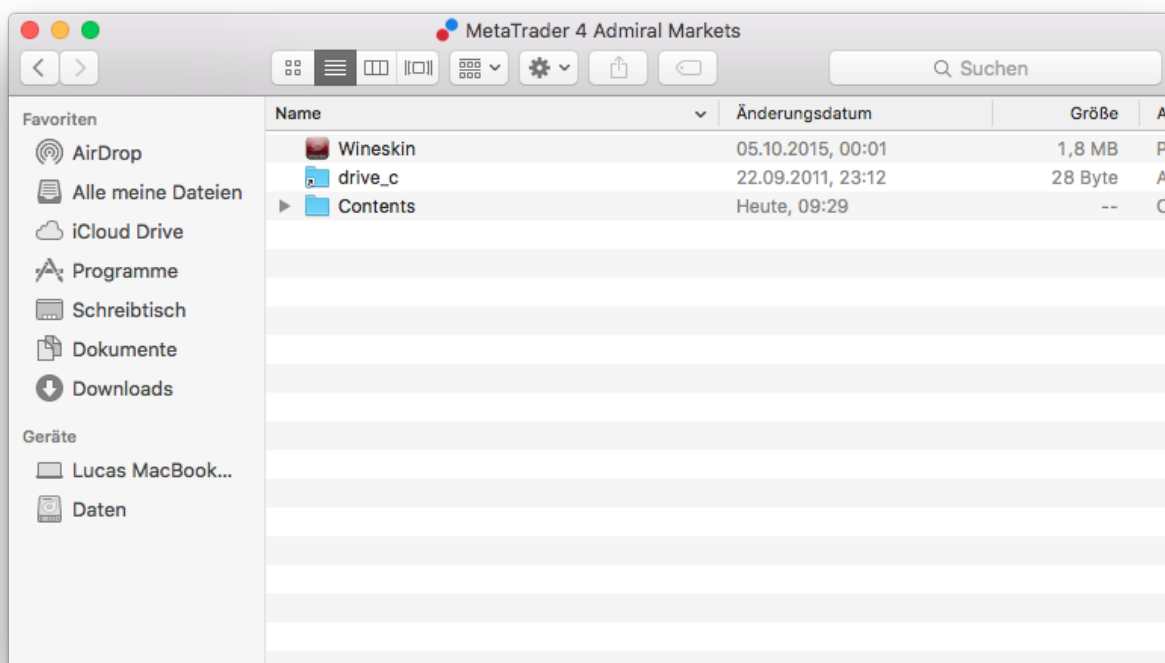 MetaTrader 4 Admiral Markets
Suchen
Favoriten
AirDrop
Alle meine Dateien
iCloud Drive
Programme
Schreibtisch
Dokumente
Downloads
Geräte
Lucas MacBook...
Daten
Name Änderungsdatum Größe
Wineskin 05.10.2015, 00:01 1,8 MB
drive_c 22.09.2011, 23:12 28 Byte
Contents Heute, 09:29 --